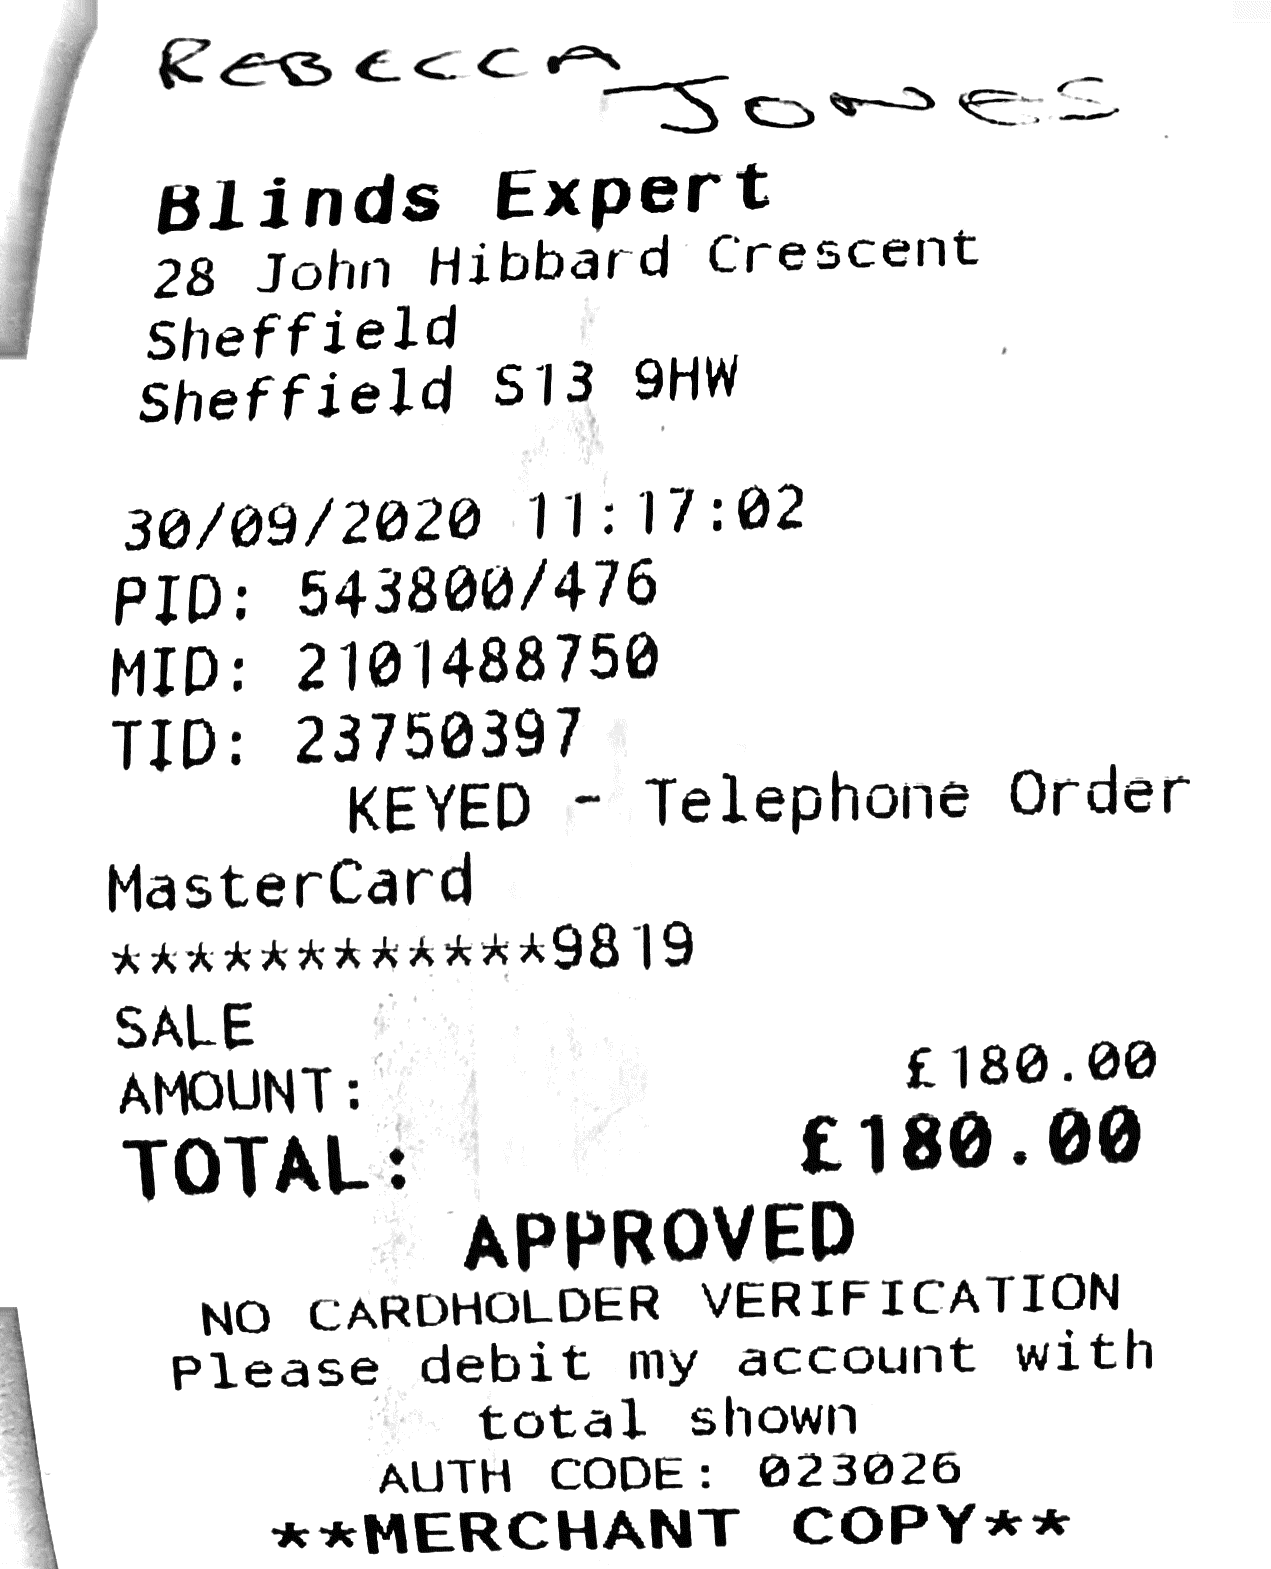 REBECCA
JONES
Blinds Expert
28 John Hibbard Crescent
Sheffield
Sheffield S13 9HW
30/09/2020 11:17:02
PID: 543800/476
MID: 2101488750
TID: 23750397
KEYED - Telephone Order
MasterCard
************9819
SALE
AMOUNT: £180.00
TOTAL: £180.00
APPROVED
NO CARDHOLDER VERIFICATION
Please debit my account with
total shown
AUTH CODE: 023026
**MERCHANT COPY**